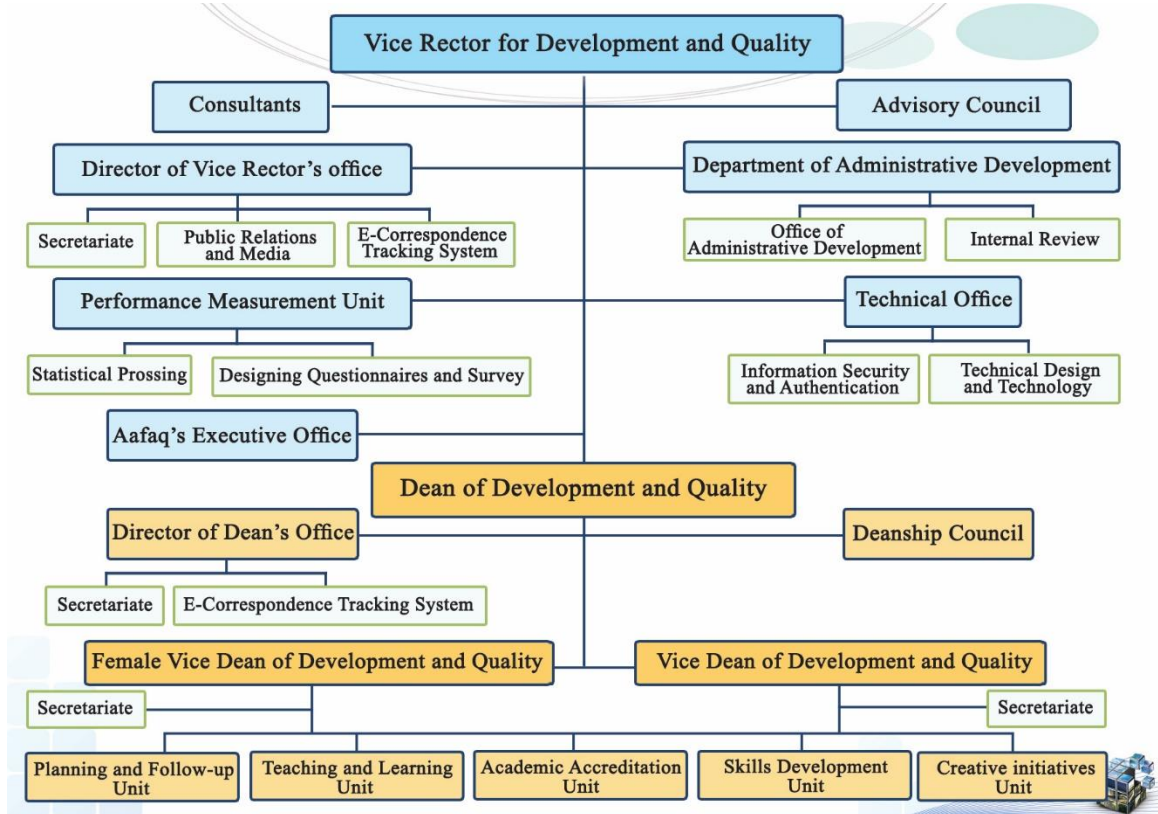 Vice Rector for Development and Quality
Consultants
Advisory Council
Director of Vice Rector's office
Department of Administrative Development
Secretariate
Public Relations
and Media
E-Correspondence
Tracking System
Office of
Administrative Development
Internal Review
Performance Measurement Unit
Technical Office
Statistical Prossing
Designing Questionnaires and Survey
Information Security
and Authentication
Technical Design
and Technology
Aafaq's Executive Office
Dean of Development and Quality
Director of Dean's Office
Deanship Council
Secretariate
E-Correspondence Tracking System
Female Vice Dean of Development and Quality
Vice Dean of Development and Quality
Secretariate
Secretariate
Planning and Follow-up
Unit
Teaching and Learning
Unit
Academic Accreditation
Unit
Skills Development
Unit
Creative initiatives
Unit